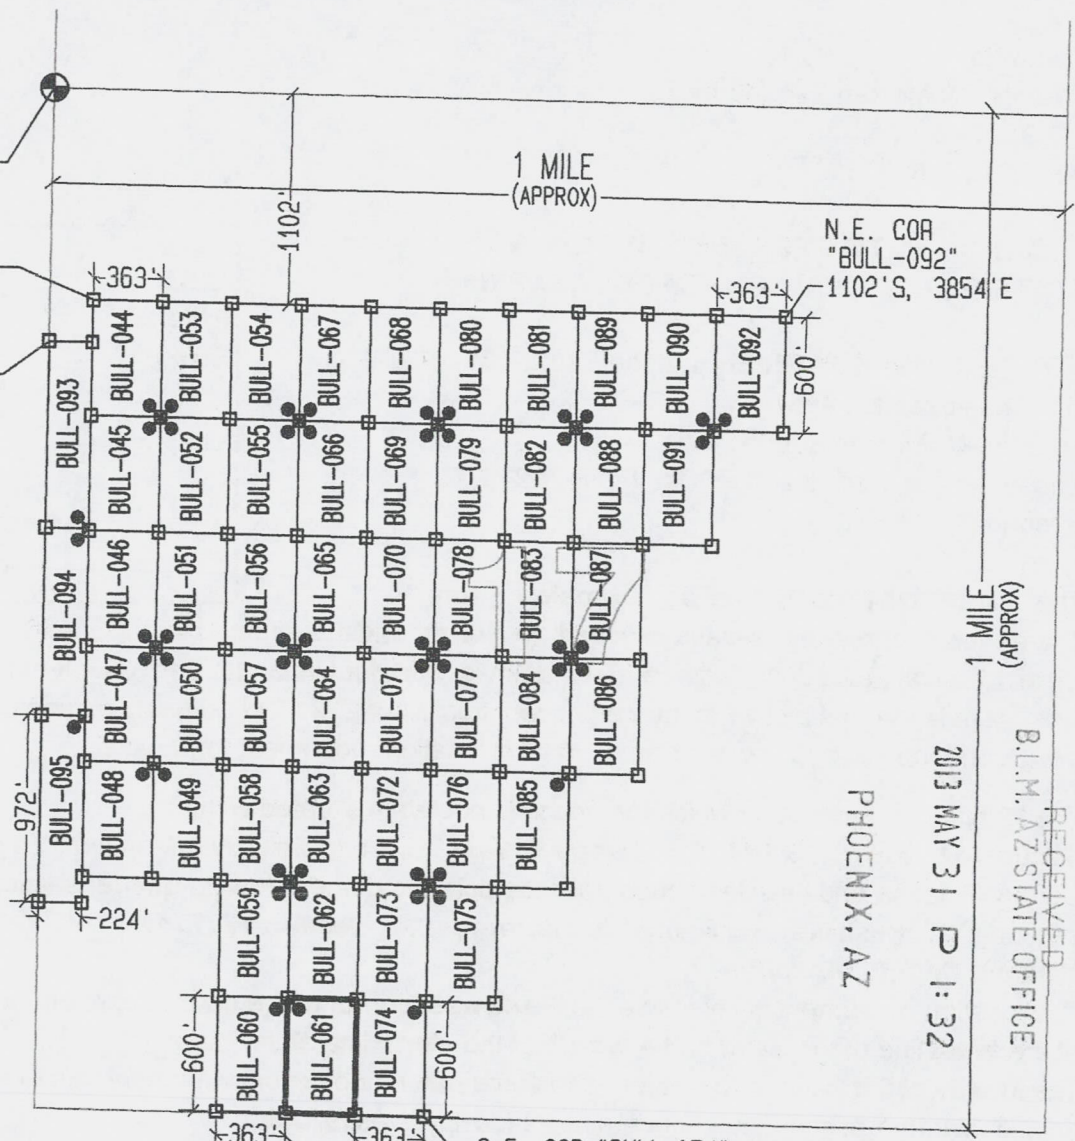 1 MILE
(APPROX)
1102'
N.E. COR
"BULL-092"
1102'S, 3854'E
363'
363'
600'
BULL-044
BULL-053
BULL-054
BULL-067
BULL-068
BULL-080
BULL-081
BULL-089
BULL-090
BULL-092
BULL-093
BULL-045
BULL-052
BULL-055
BULL-066
BULL-069
BULL-079
BULL-082
BULL-088
BULL-091
BULL-094
BULL-046
BULL-051
BULL-056
BULL-065
BULL-070
BULL-078
BULL-083
BULL-087
BULL-047
BULL-050
BULL-057
BULL-064
BULL-071
BULL-077
BULL-084
BULL-086
1 MILE
(APPROX)
972'
BULL-095
BULL-048
BULL-049
BULL-058
BULL-063
BULL-072
BULL-076
BULL-085
224'
BULL-059
BULL-062
BULL-073
BULL-075
600'
BULL-060
BULL-061
BULL-074
600'
363'
363'
RECEIVED
B.L.M. AZ STATE OFFICE
2013 MAY 31 P 1:32
PHOENIX, AZ